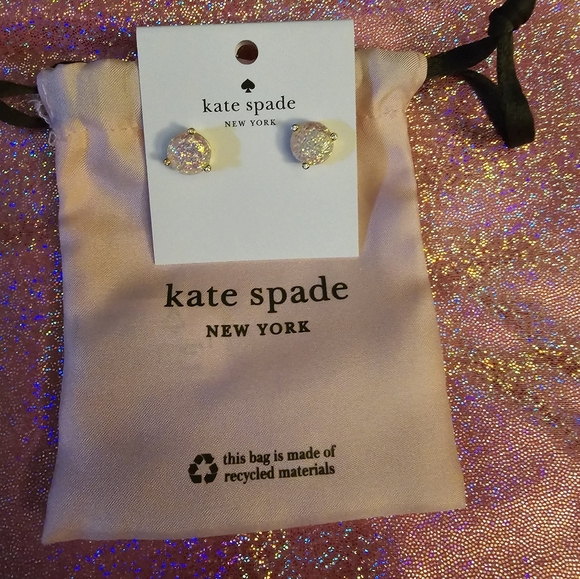 kate spade
NEW YORK
kate spade
NEW YORK
this bag is made of
recycled materials